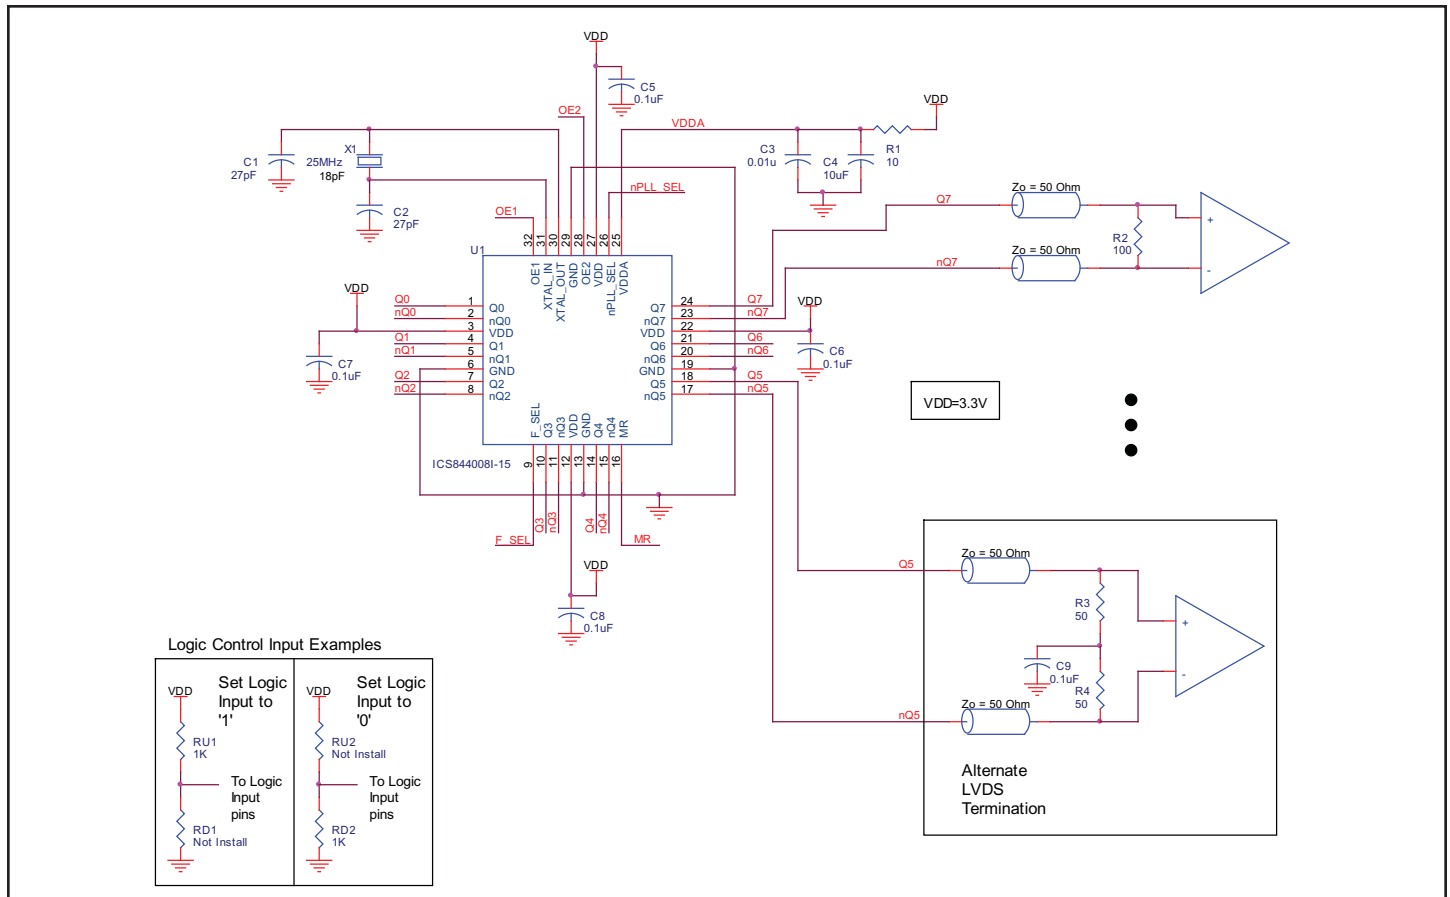 VDD
C5
0.1uF
OE2
VDDA
VDD
C1
27pF
X1
25MHz
18pF
C3
0.01u
C4
10uF
R1
10
C2
27pF
nPLL_SEL
OE1
Q7
Zo = 50 Ohm
+
R2
100
nQ7
Zo = 50 Ohm
-
U1
32
31
30
29
28
27
26
25
OE1
XTAL_IN
XTAL_OUT
GND
OE2
VDD
nPLL_SEL
VDDA
VDD
Q0 1 Q0
nQ0 2 nQ0
3 VDD
Q1 4 Q1
nQ1 5 nQ1
6 GND
Q2 7 Q2
nQ2 8 nQ2
C7
0.1uF
Q7 24 Q7
nQ7 23 nQ7
VDD 22
Q6 21 Q6
nQ6 20 nQ6
GND 19
Q5 18 Q5
nQ5 17 nQ5
VDD
C6
0.1uF
F_SEL
Q3
nQ3
VDD
GND
Q4
nQ4
MR
ICS844008I-15
9
10
11
12
13
14
15
16
VDD=3.3V
F_SEL
Q3
nQ3
Q4
nQ4
MR
VDD
C8
0.1uF
Q5
Zo = 50 Ohm
R3
50
+
C9
0.1uF
R4
50
-
nQ5
Zo = 50 Ohm
Alternate
LVDS
Termination
Logic Control Input Examples
VDD
Set Logic
Input to
'1'
RU1
1K
To Logic
Input
pins
RD1
Not Install
VDD
Set Logic
Input to
'0'
RU2
Not Install
To Logic
Input
pins
RD2
1K